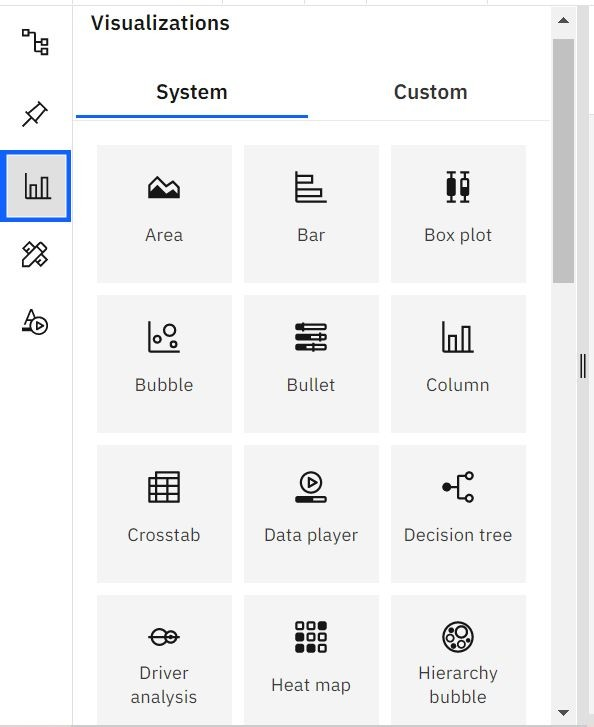 Visualizations
System
Custom
Area
Bar
Box plot
Bubble
Bullet
Column
Crosstab
Data player
Decision tree
Driver
analysis
Heat map
Hierarchy
bubble